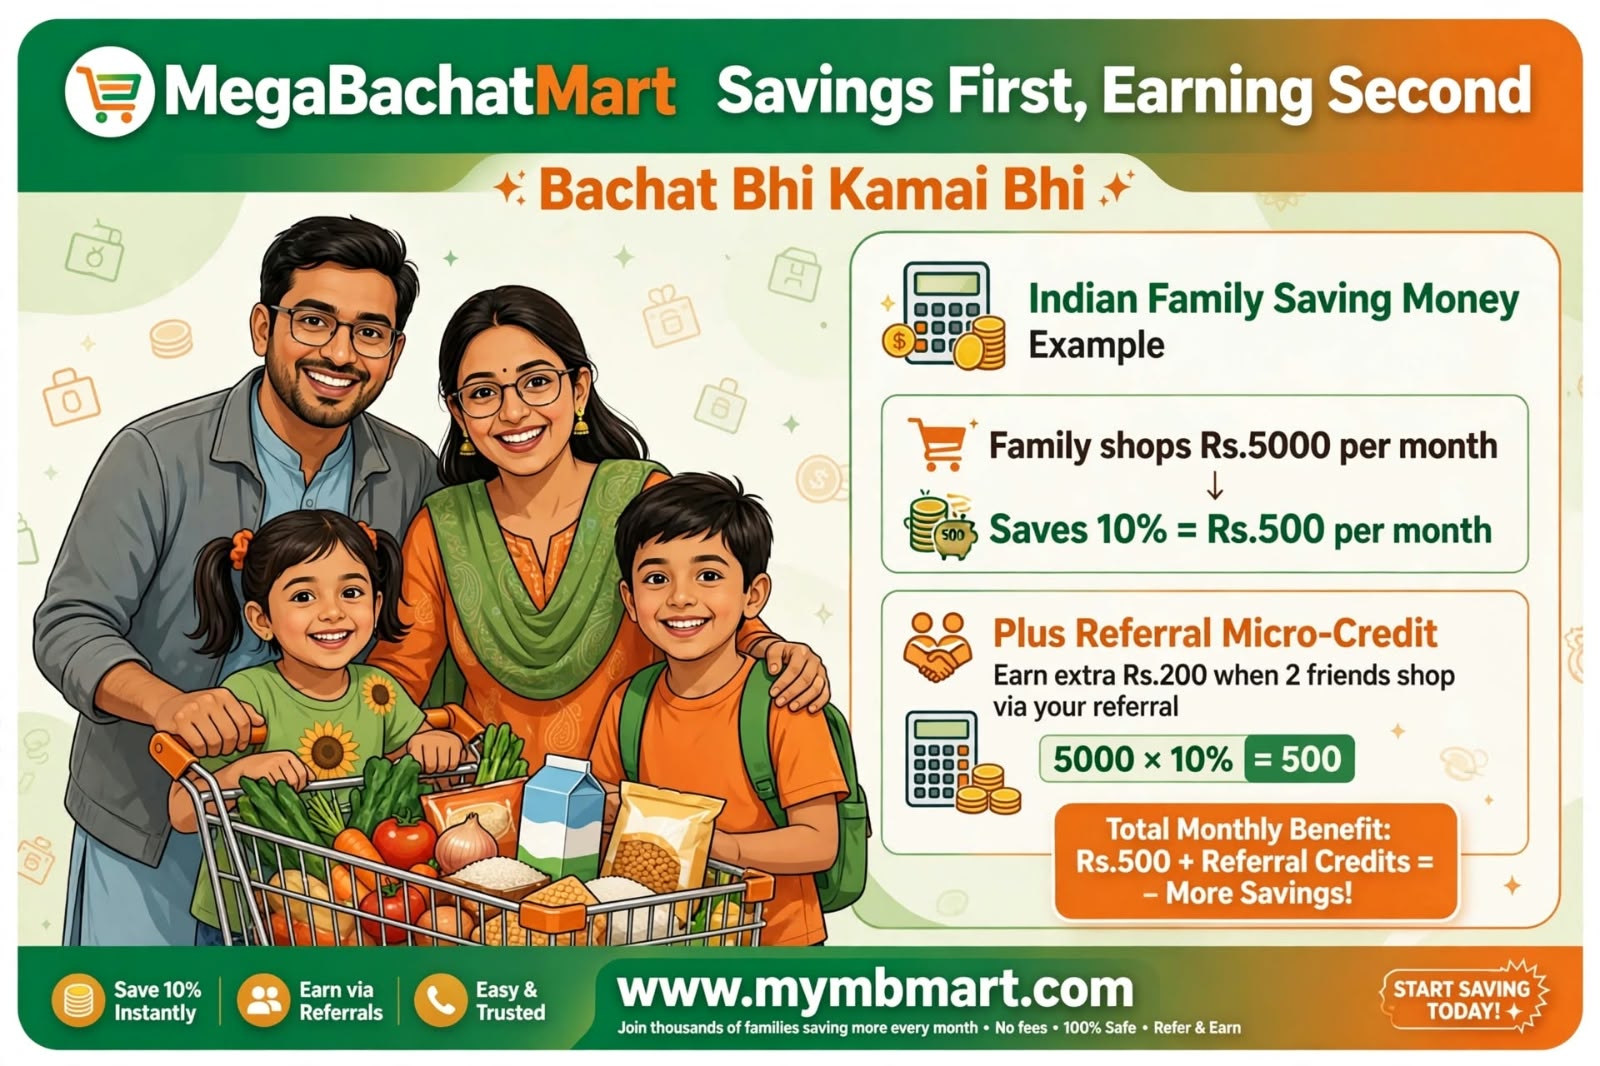 MegaBachatMart
Savings First, Earning Second
Bachat Bhi Kamai Bhi
Indian Family Saving Money
Example
Family shops Rs.5000 per month
↓
500
Saves 10% = Rs.500 per month
Plus Referral Micro-Credit
Earn extra Rs.200 when 2 friends shop
via your referral
5000 × 10% = 500
Total Monthly Benefit:
Rs.500 + Referral Credits =
– More Savings!
Save 10%
Instantly
Earn via
Referrals
Easy &
Trusted
www.mymbmart.com
Join thousands of families saving more every month • No fees • 100% Safe • Refer & Earn
START SAVING
TODAY!